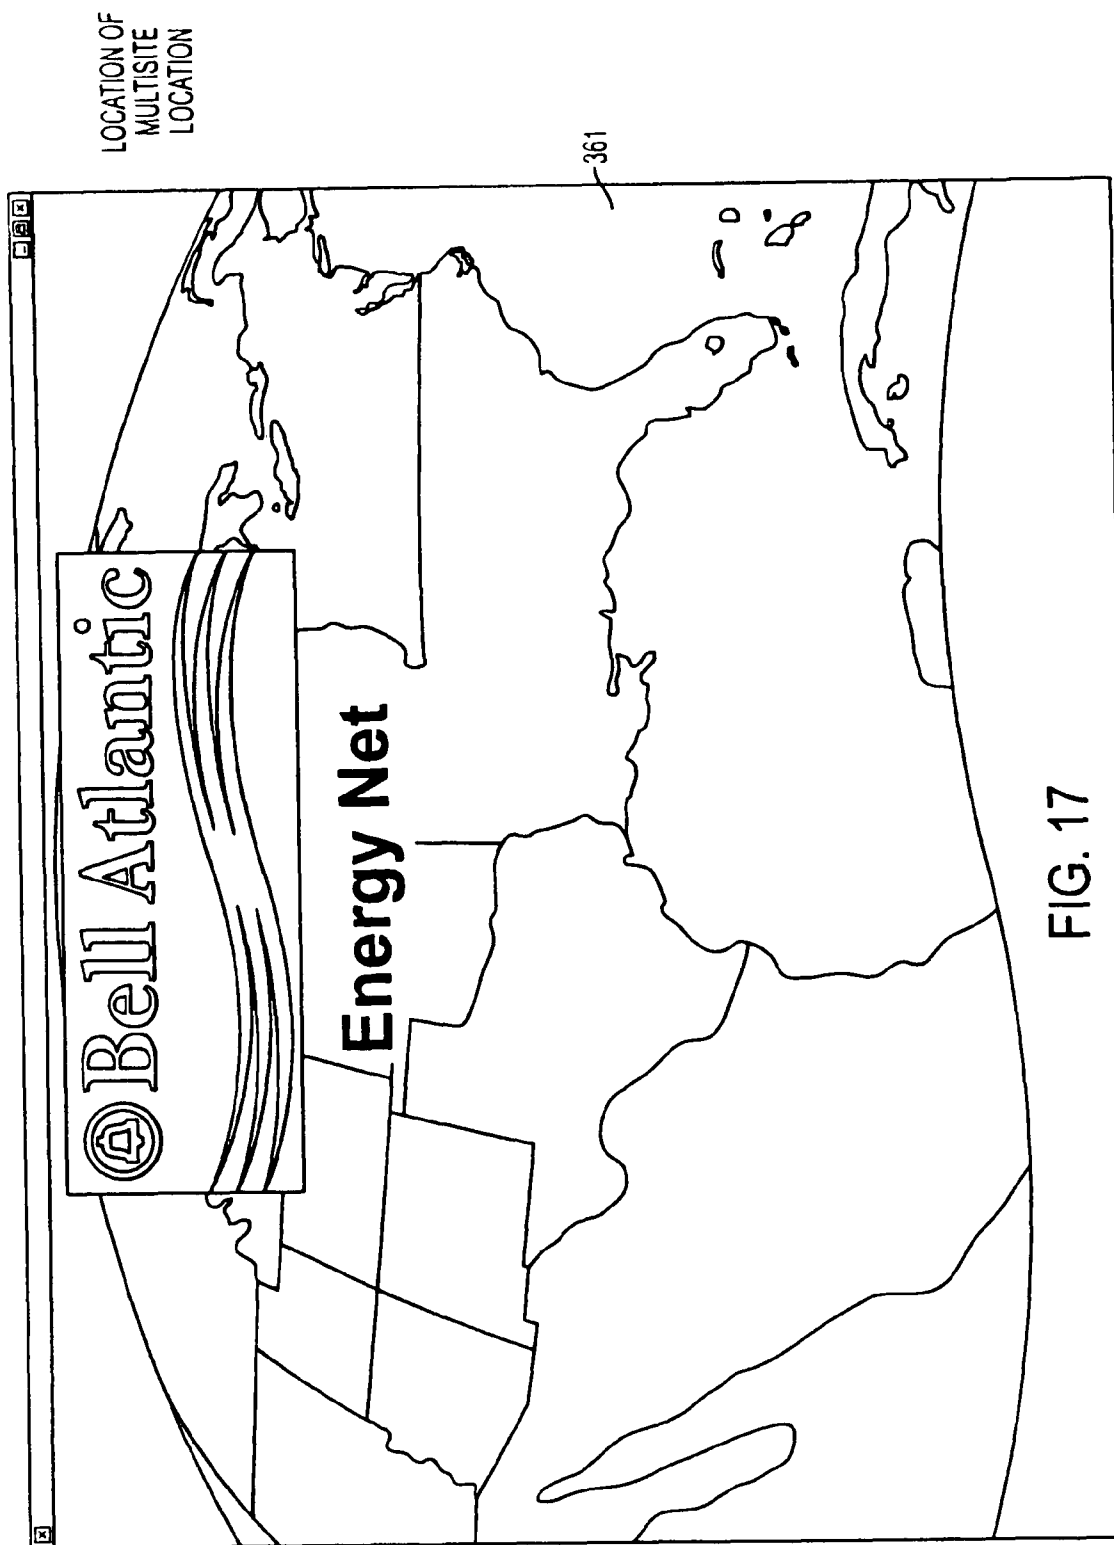 LOCATION OF
MULTISITE
LOCATION
361
Bell Atlantic
Energy Net
FIG. 17